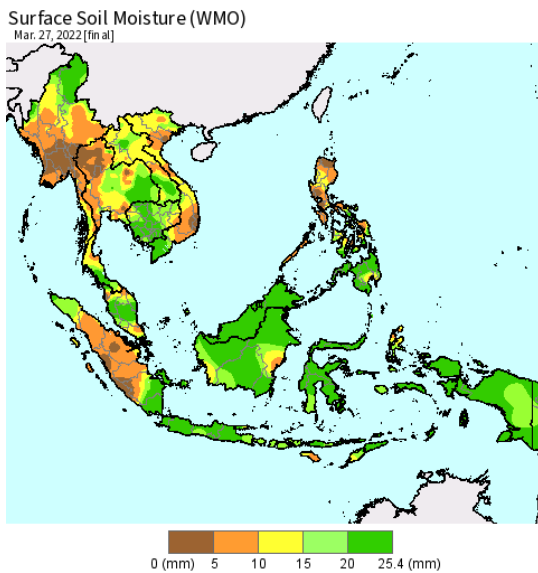 Surface Soil Moisture (WMO)
Mar. 27, 2022 [final]
0 (mm) 5 10 15 20 25.4 (mm)